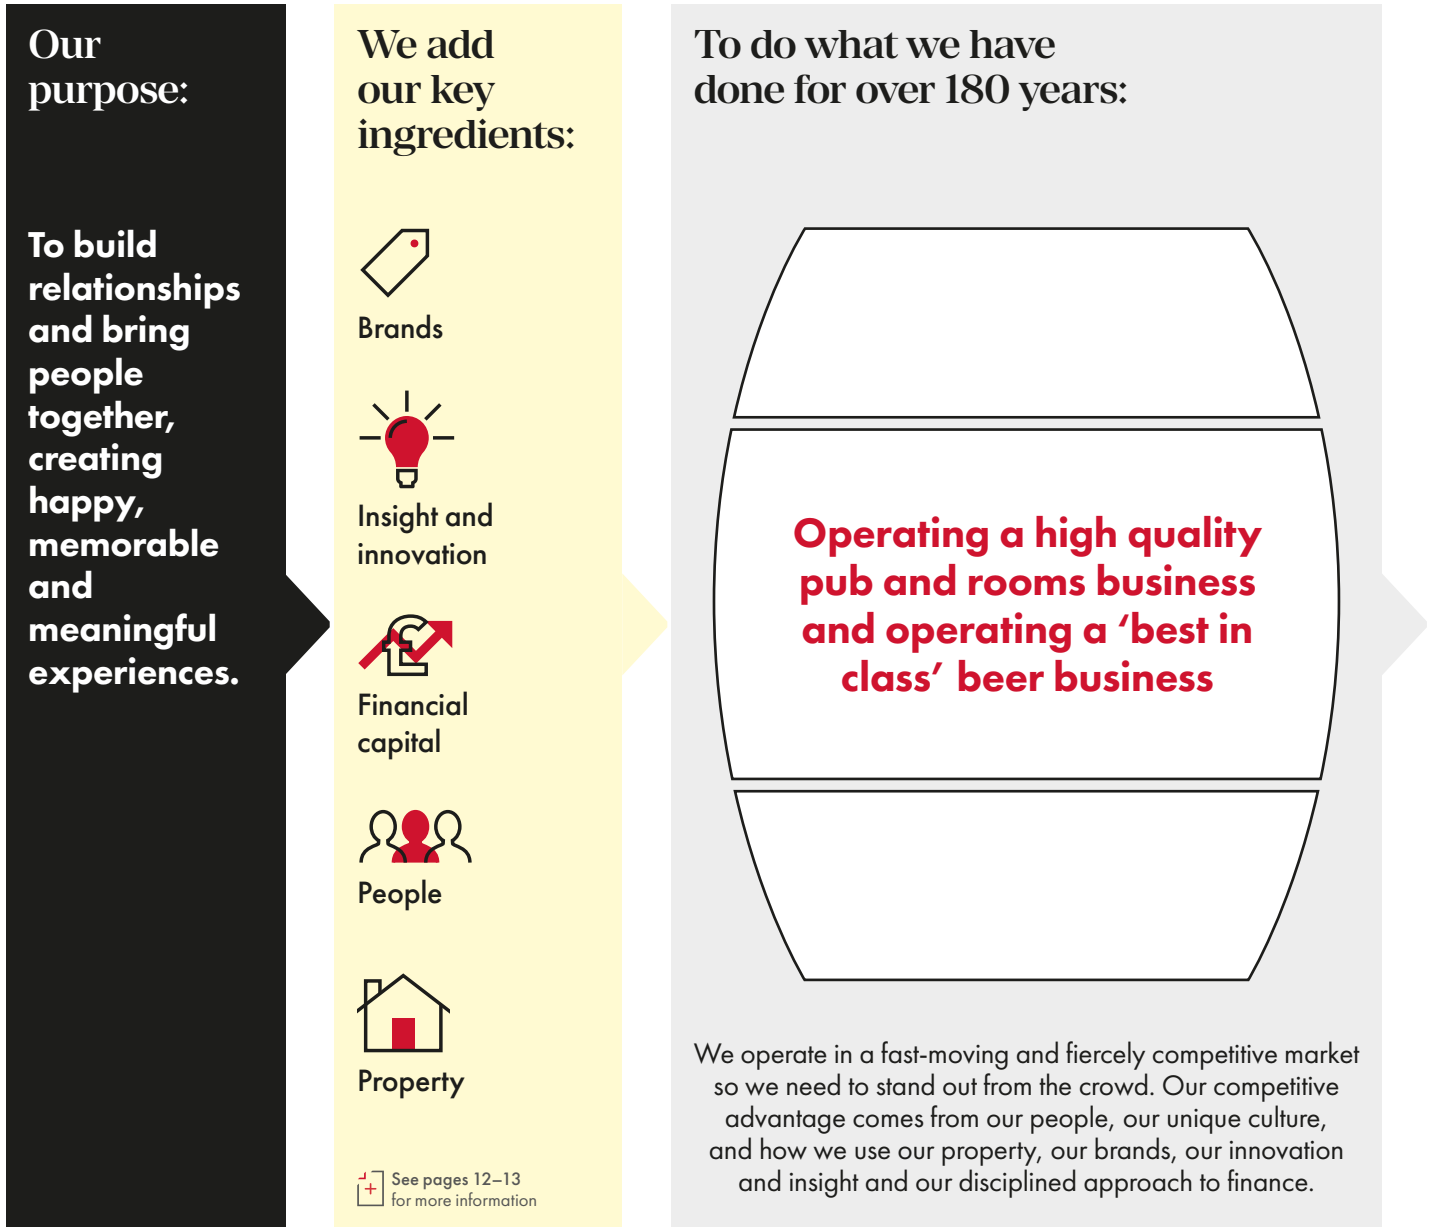 Our
purpose:
To build
relationships
and bring
people
together,
creating
happy,
memorable
and
meaningful
experiences.
We add
our key
ingredients:
Brands
Insight and
innovation
Financial
capital
People
Property
See pages 12–13
for more information
To do what we have
done for over 180 years:
Operating a high quality
pub and rooms business
and operating a ‘best in
class’ beer business
We operate in a fast-moving and fiercely competitive market
so we need to stand out from the crowd. Our competitive
advantage comes from our people, our unique culture,
and how we use our property, our brands, our innovation
and insight and our disciplined approach to finance.